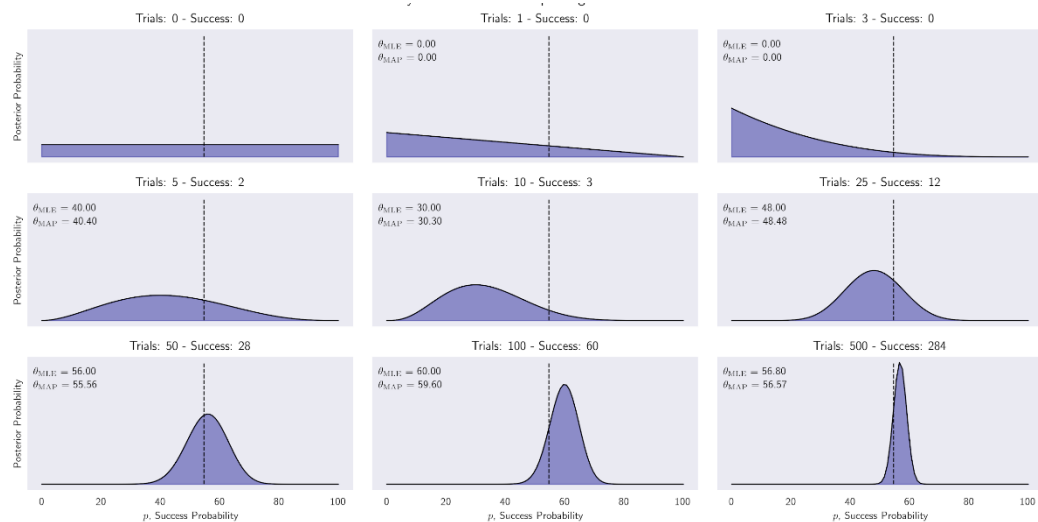 Trials: 0 - Success: 0
Trials: 1 - Success: 0
Trials: 3 - Success: 0
Posterior Probability
θMLE = 0.00
θMAP = 0.00
θMLE = 0.00
θMAP = 0.00
Trials: 5 - Success: 2
Trials: 10 - Success: 3
Trials: 25 - Success: 12
Posterior Probability
θMLE = 40.00
θMAP = 40.40
θMLE = 30.00
θMAP = 30.30
θMLE = 48.00
θMAP = 48.48
Trials: 50 - Success: 28
Trials: 100 - Success: 60
Trials: 500 - Success: 284
Posterior Probability
θMLE = 56.00
θMAP = 55.56
θMLE = 60.00
θMAP = 59.60
θMLE = 56.80
θMAP = 56.57
0 20 40 60 80 100
0 20 40 60 80 100
0 20 40 60 80 100
p, Success Probability
p, Success Probability
p, Success Probability